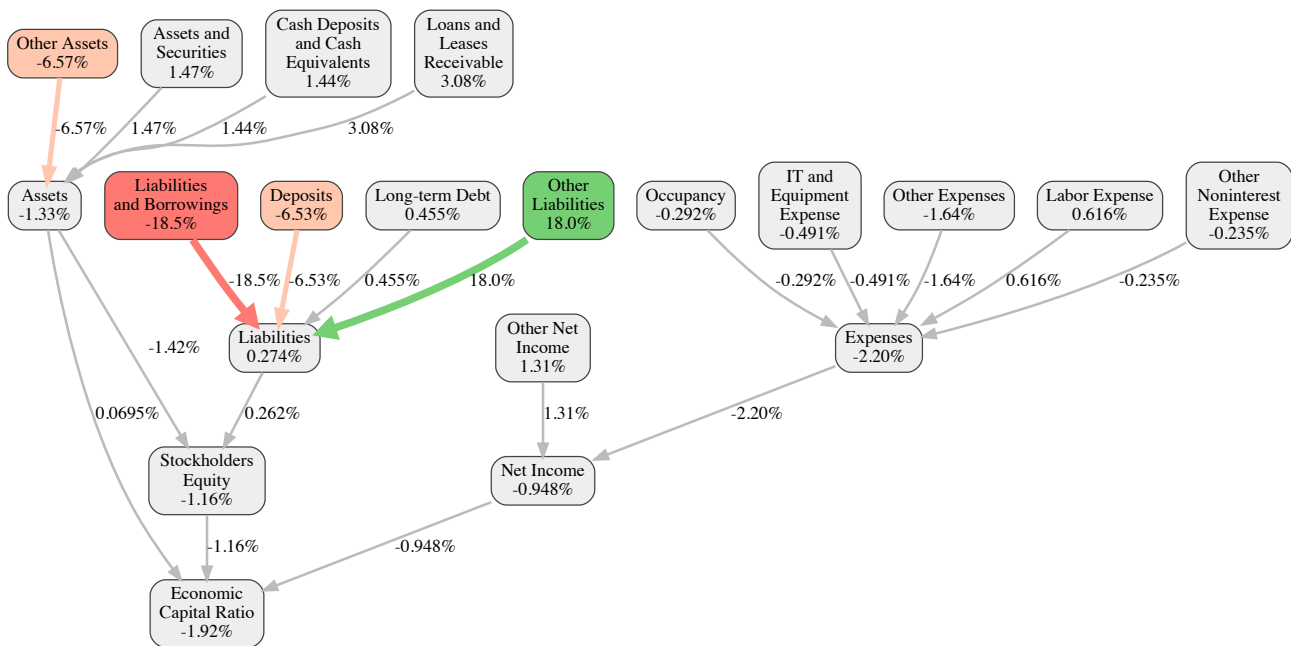 Other Assets
-6.57%
Assets and
Securities
1.47%
Cash Deposits
and Cash
Equivalents
1.44%
Loans and
Leases
Receivable
3.08%
-6.57%
1.47%
1.44%
3.08%
Assets
-1.33%
Liabilities
and Borrowings
-18.5%
Deposits
-6.53%
Long-term Debt
0.455%
Other
Liabilities
18.0%
Occupancy
-0.292%
IT and
Equipment
Expense
-0.491%
Other Expenses
-1.64%
Labor Expense
0.616%
Other
Noninterest
Expense
-0.235%
-18.5%
-6.53%
0.455%
18.0%
-0.292%
-0.491%
-1.64%
0.616%
-0.235%
Liabilities
0.274%
Other Net
Income
1.31%
Expenses
-2.20%
-1.42%
0.0695%
0.262%
1.31%
-2.20%
Stockholders
Equity
-1.16%
Net Income
-0.948%
-1.16%
-0.948%
Economic
Capital Ratio
-1.92%